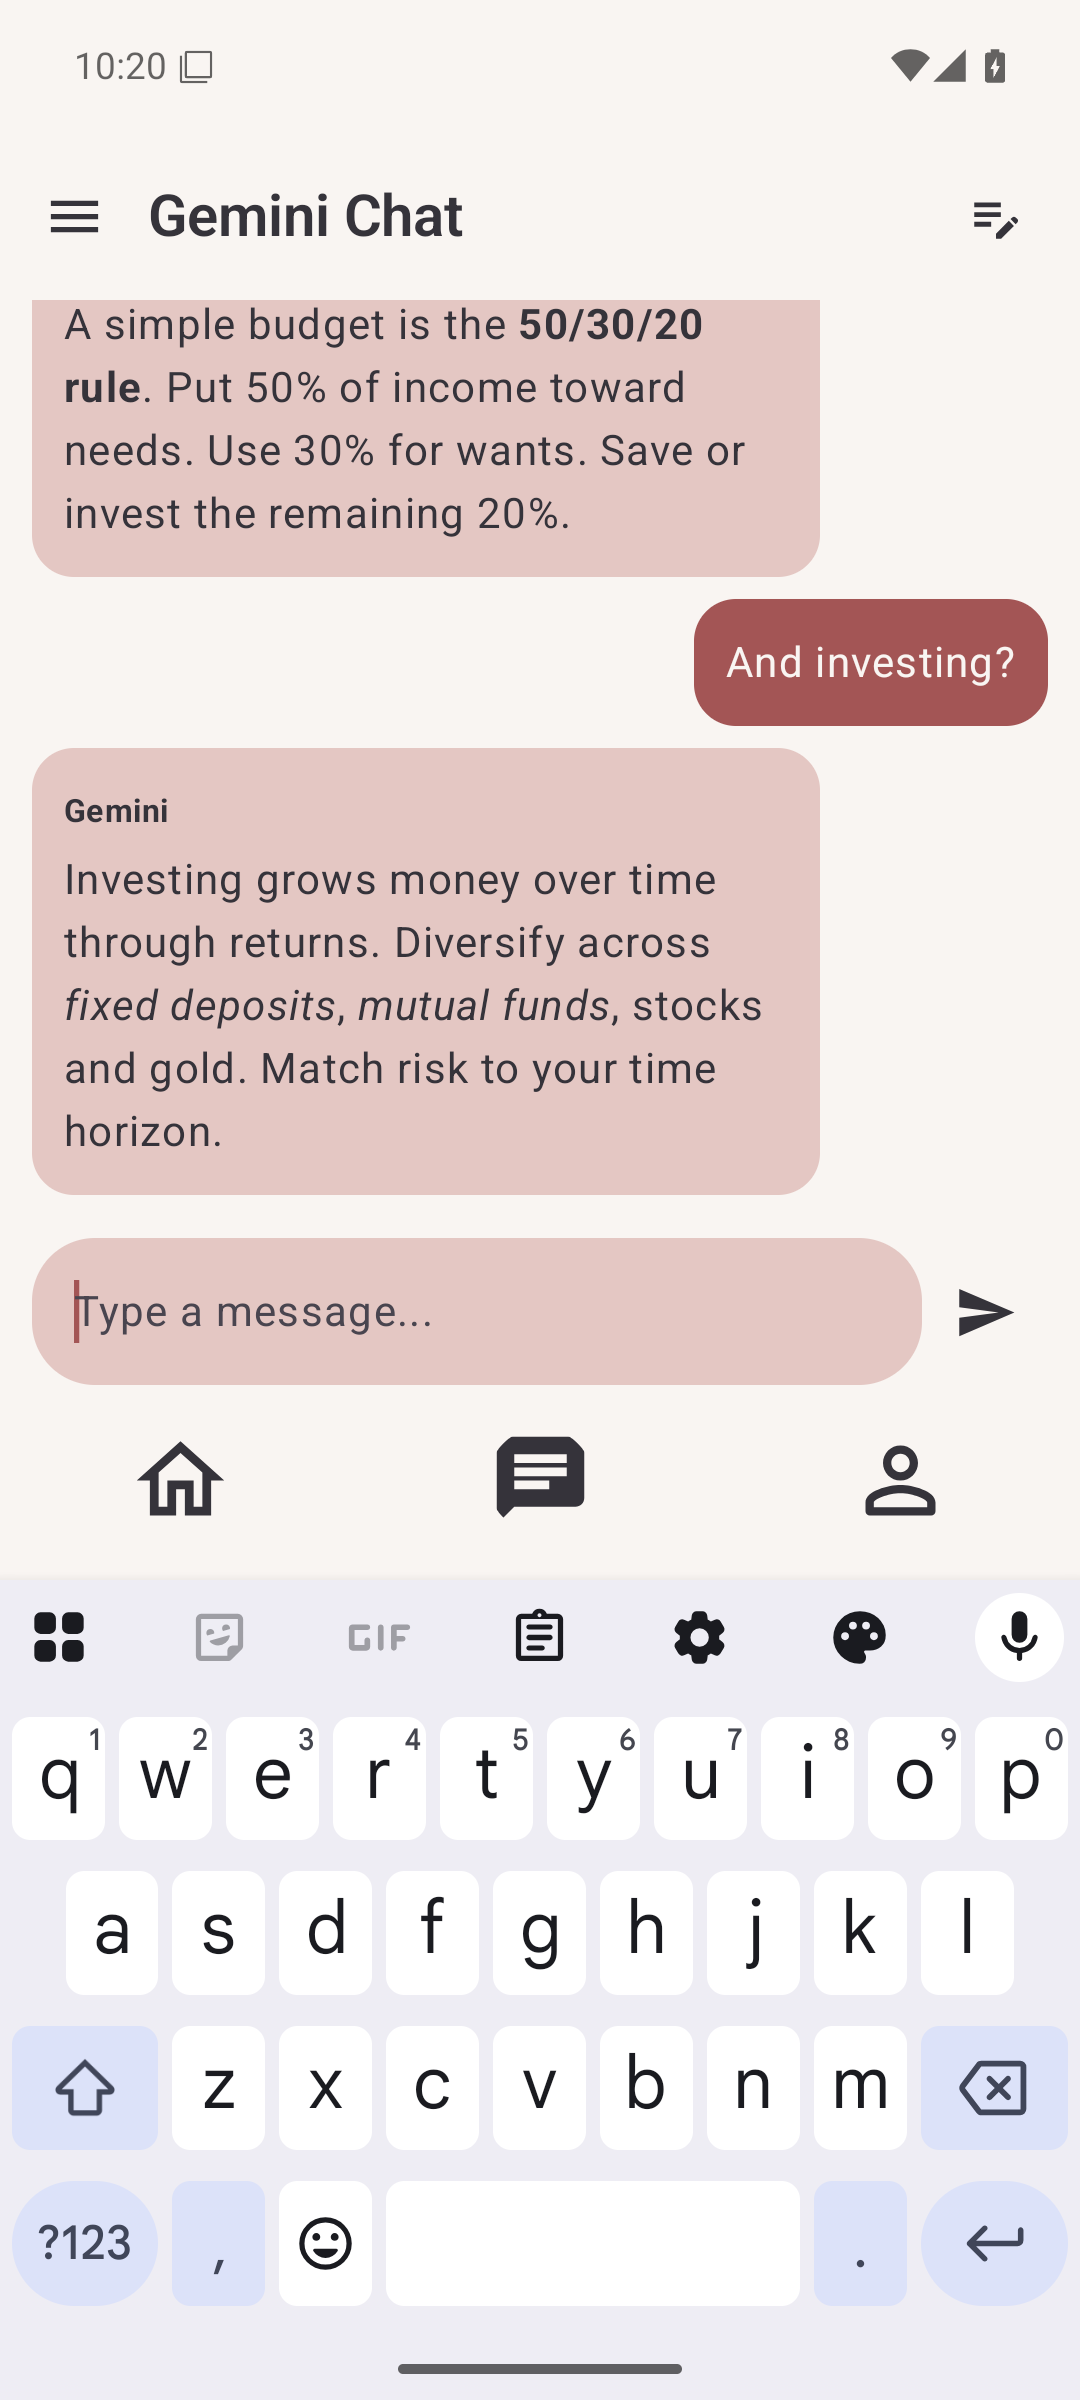 10:20
Gemini Chat
A simple budget is the 50/30/20
rule. Put 50% of income toward
needs. Use 30% for wants. Save or
invest the remaining 20%.
And investing?
Gemini
Investing grows money over time
through returns. Diversify across
fixed deposits, mutual funds, stocks
and gold. Match risk to your time
horizon.
Type a message...
GIF
q1 w2 e3 r4 t5 y6 u7 i8 o9 p0
a s d f g h j k l
z x c v b n m
?123 , .